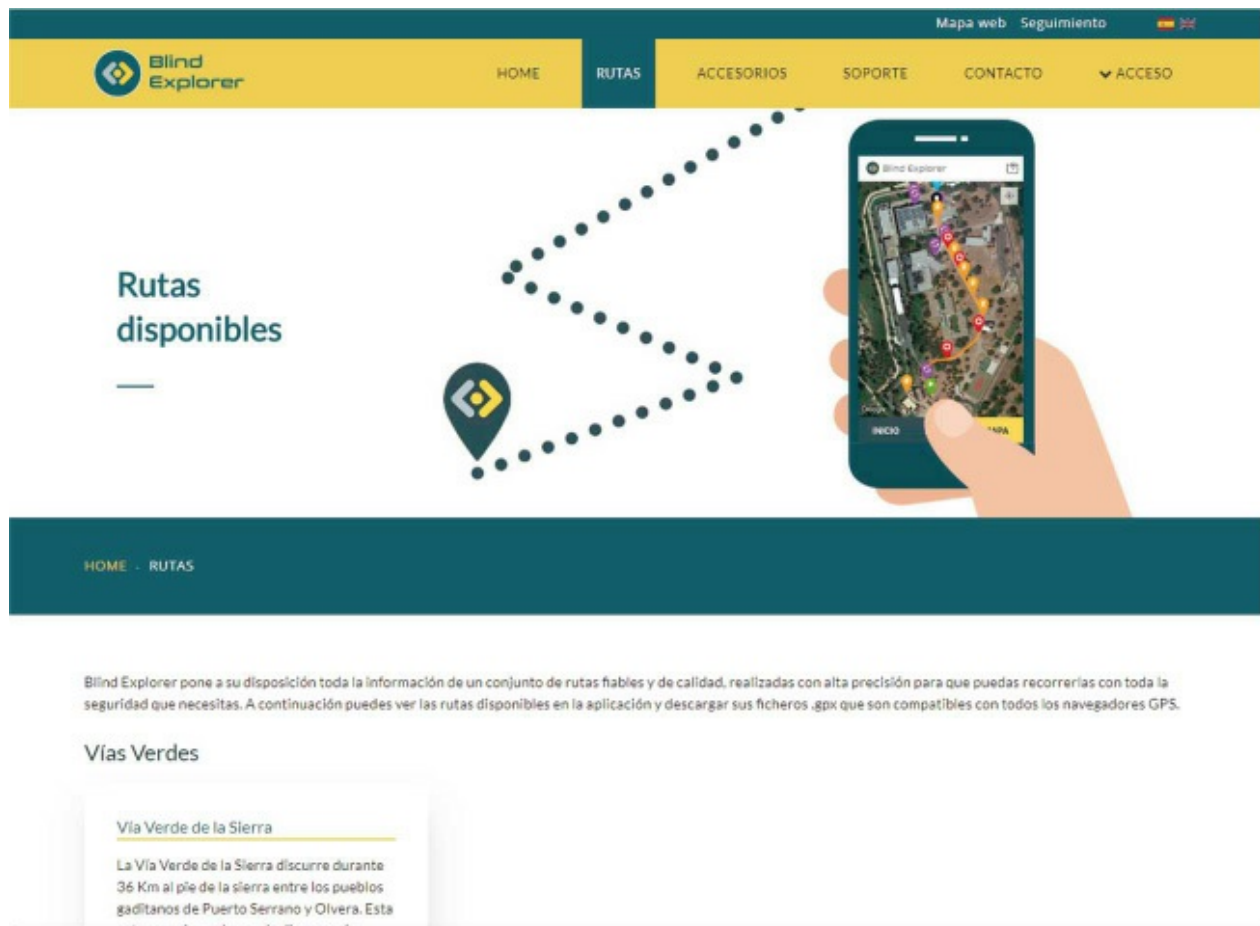 Mapa web Seguimiento
Blind
Explorer
HOME RUTAS ACCESORIOS SOPORTE CONTACTO ACCESO
Blind Explorer
Rutas
disponibles
INICIO
HOME - RUTAS
Blind Explorer pone a su disposición toda la información de un conjunto de rutas fiables y de calidad, realizadas con alta precisión para que puedas recorrerlas con toda la
seguridad que necesitas. A continuación puedes ver las rutas disponibles en la aplicación y descargar sus ficheros .gpx que son compatibles con todos los navegadores GPS.
Vías Verdes
Vía Verde de la Sierra
La Vía Verde de la Sierra discurre durante
36 Km al pie de la sierra entre los pueblos
gaditanos de Puerto Serrano y Olvera. Esta